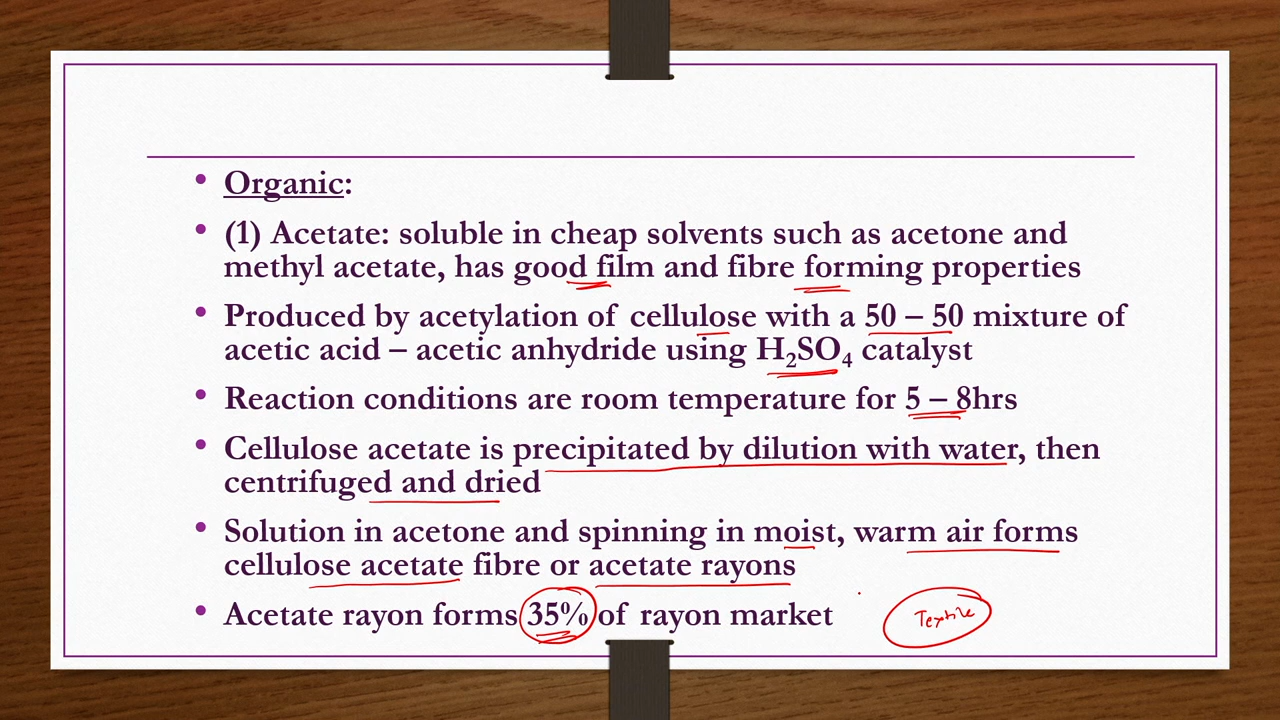 • Organic:
• (1) Acetate: soluble in cheap solvents such as acetone and
methyl acetate, has good film and fibre forming properties
• Produced by acetylation of cellulose with a 50 – 50 mixture of
acetic acid – acetic anhydride using H₂SO₄ catalyst
• Reaction conditions are room temperature for 5 – 8hrs
• Cellulose acetate is precipitated by dilution with water, then
centrifuged and dried
• Solution in acetone and spinning in moist, warm air forms
cellulose acetate fibre or acetate rayons
• Acetate rayon forms 35% of rayon market Textile